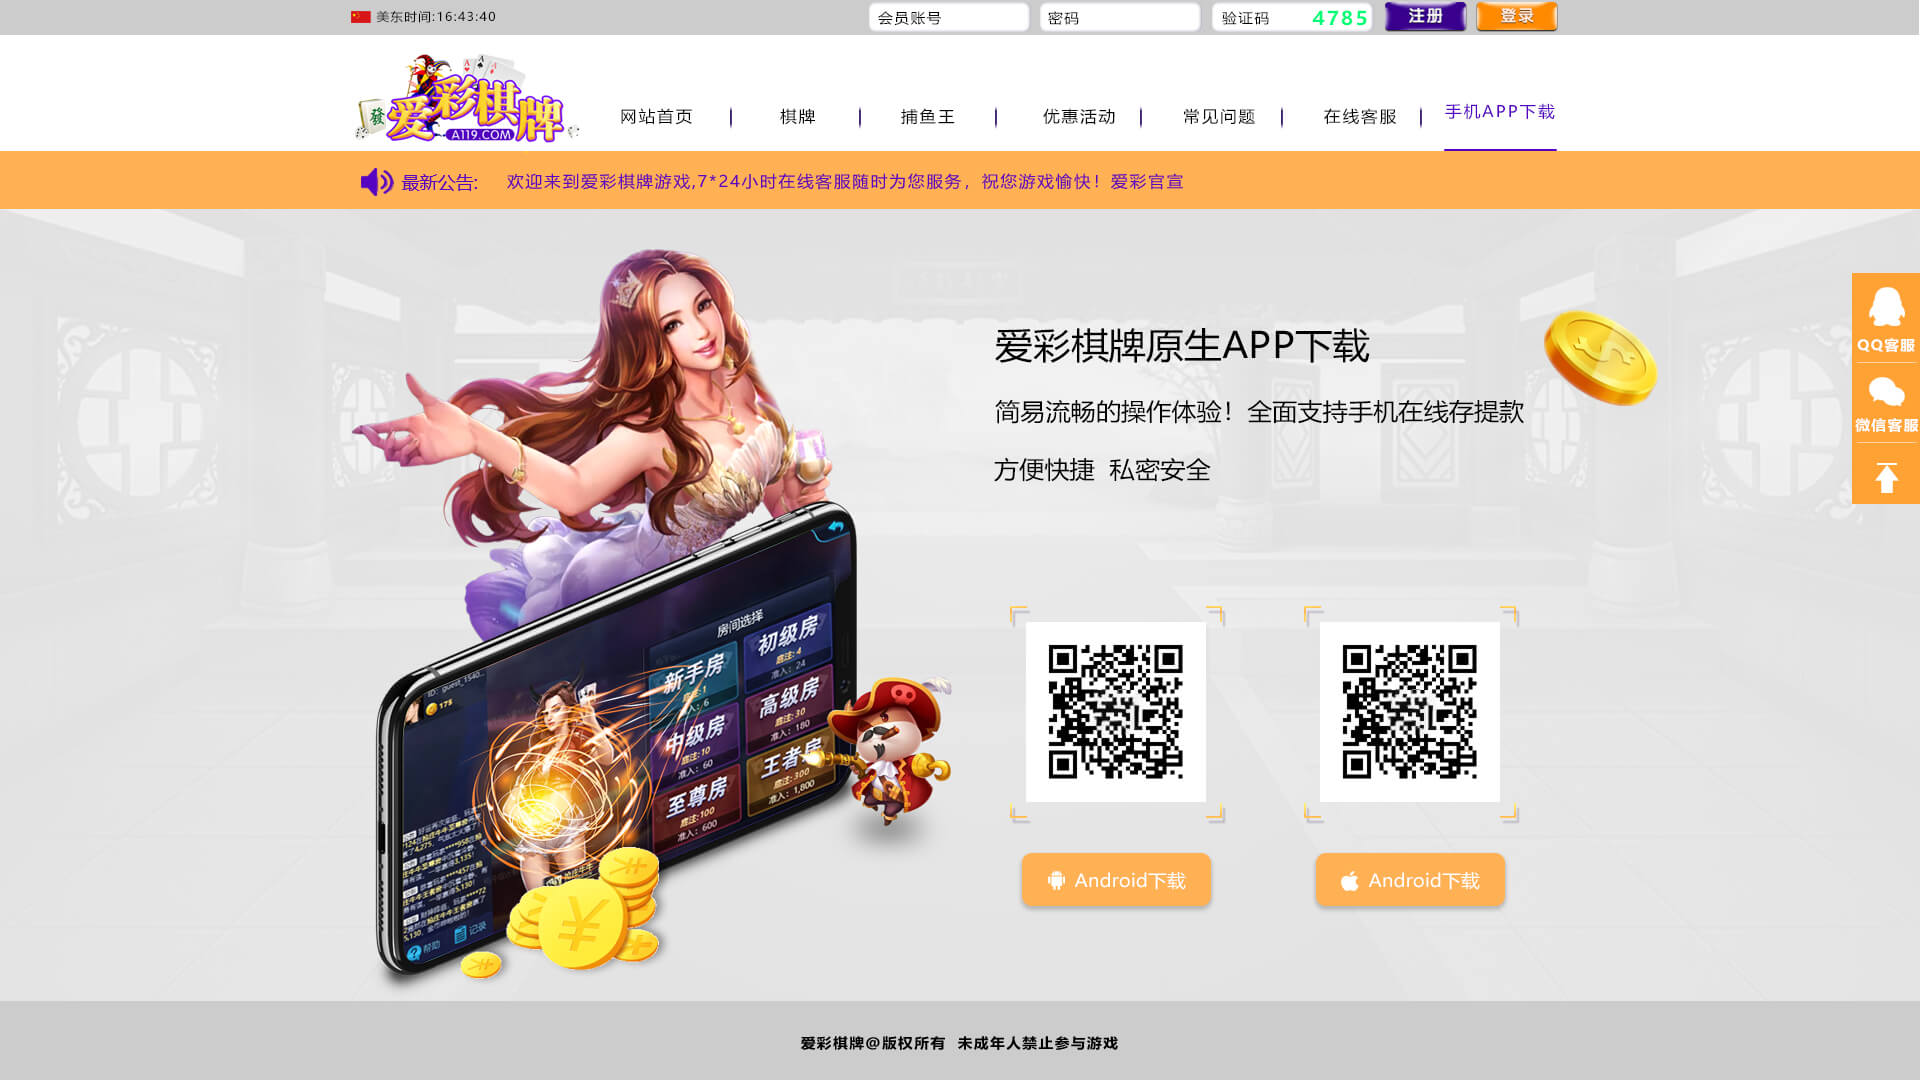 美东时间:16:43:40
会员账号
密码
验证码
4785
注册
登录
爱彩棋牌
A119.COM
網站首页
棋牌
捕鱼王
优惠活动
常见问题
在线客服
手机APP下载
最新公告:
欢迎来到爱彩棋牌游戏,7*24小时在线客服随时为您服务，祝您游戏愉快！爱彩官宣
爱彩棋牌原生APP下载
简易流畅的操作体验！全面支持手机在线存提款
方便快捷 私密安全
QQ客服
微信客服
房间选择
新手房
初级房
底注:4
准入: 24
中级房
底注:10
准入: 60
高级房
底注:30
准入: 180
至尊房
底注:100
准入: 600
王者房
底注:300
准入: 1,800
175
帮助
记录
Android下载
Android下载
爱彩棋牌@版权所有 未成年人禁止参与游戏